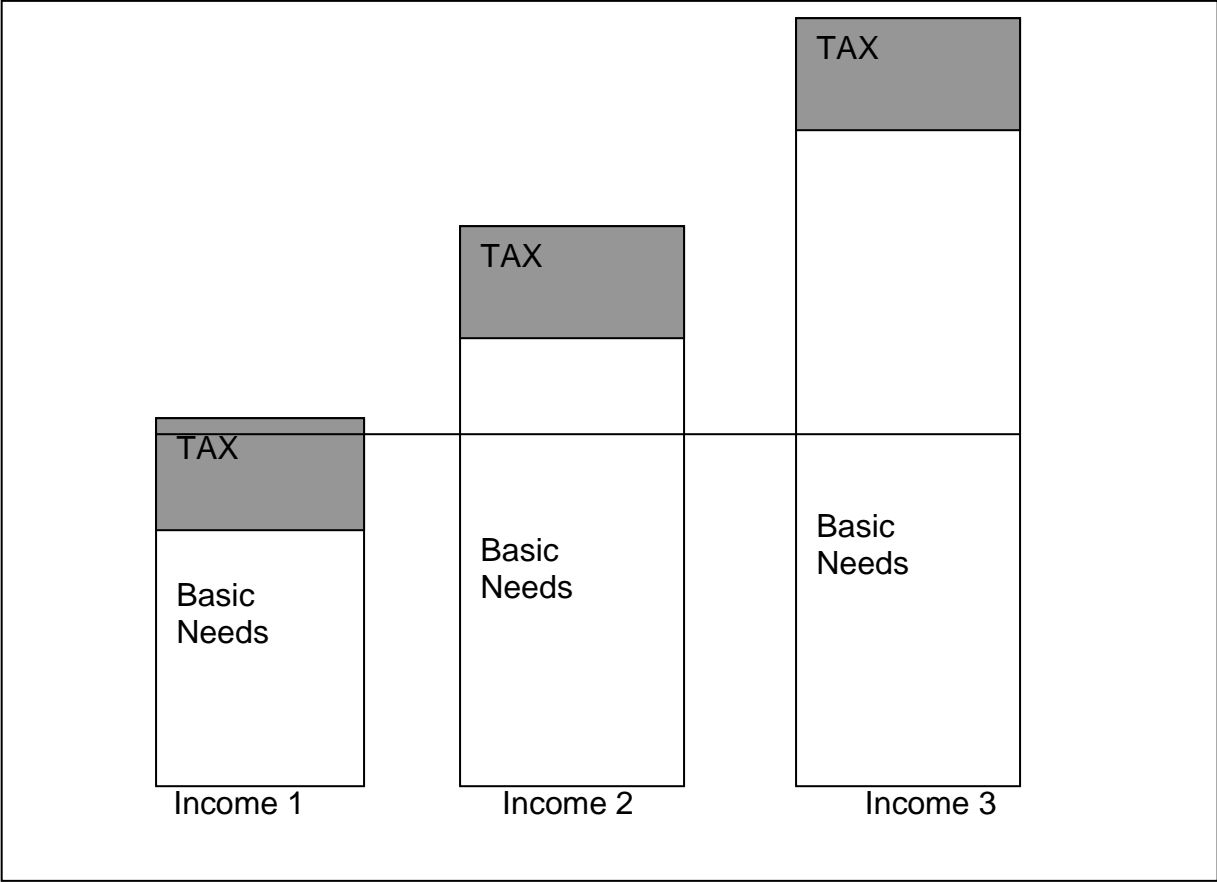 TAX
TAX
TAX
Basic
Needs
Basic
Needs
Basic
Needs
Income 1
Income 2
Income 3